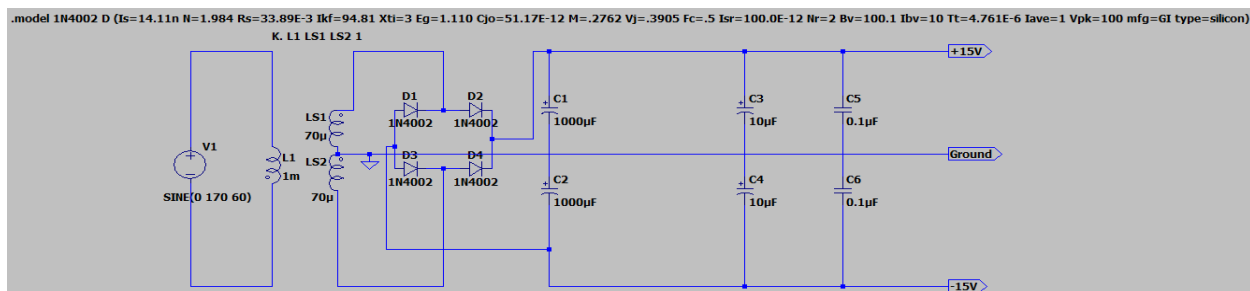 .model 1N4002 D (Is=14.11n N=1.984 Rs=33.89E-3 Ikf=94.81 Xti=3 Eg=1.110 Cjo=51.17E-12 M=.2762 Vj=.3905 Fc=.5 Isr=100.0E-12 Nr=2 Bv=100.1 Ibv=10 Tt=4.761E-6 Iave=1 Vpk=100 mfg=GI type=silicon)
K. L1 LS1 LS2 1
+15V
D1
D2
C1
C3
C5
LS1
1N4002
1N4002
1000µF
10µF
0.1µF
70µ
V1
L1
LS2
D3
D4
Ground
1m
1N4002
1N4002
C2
C4
C6
SINE(0 170 60)
70µ
1000µF
10µF
0.1µF
-15V